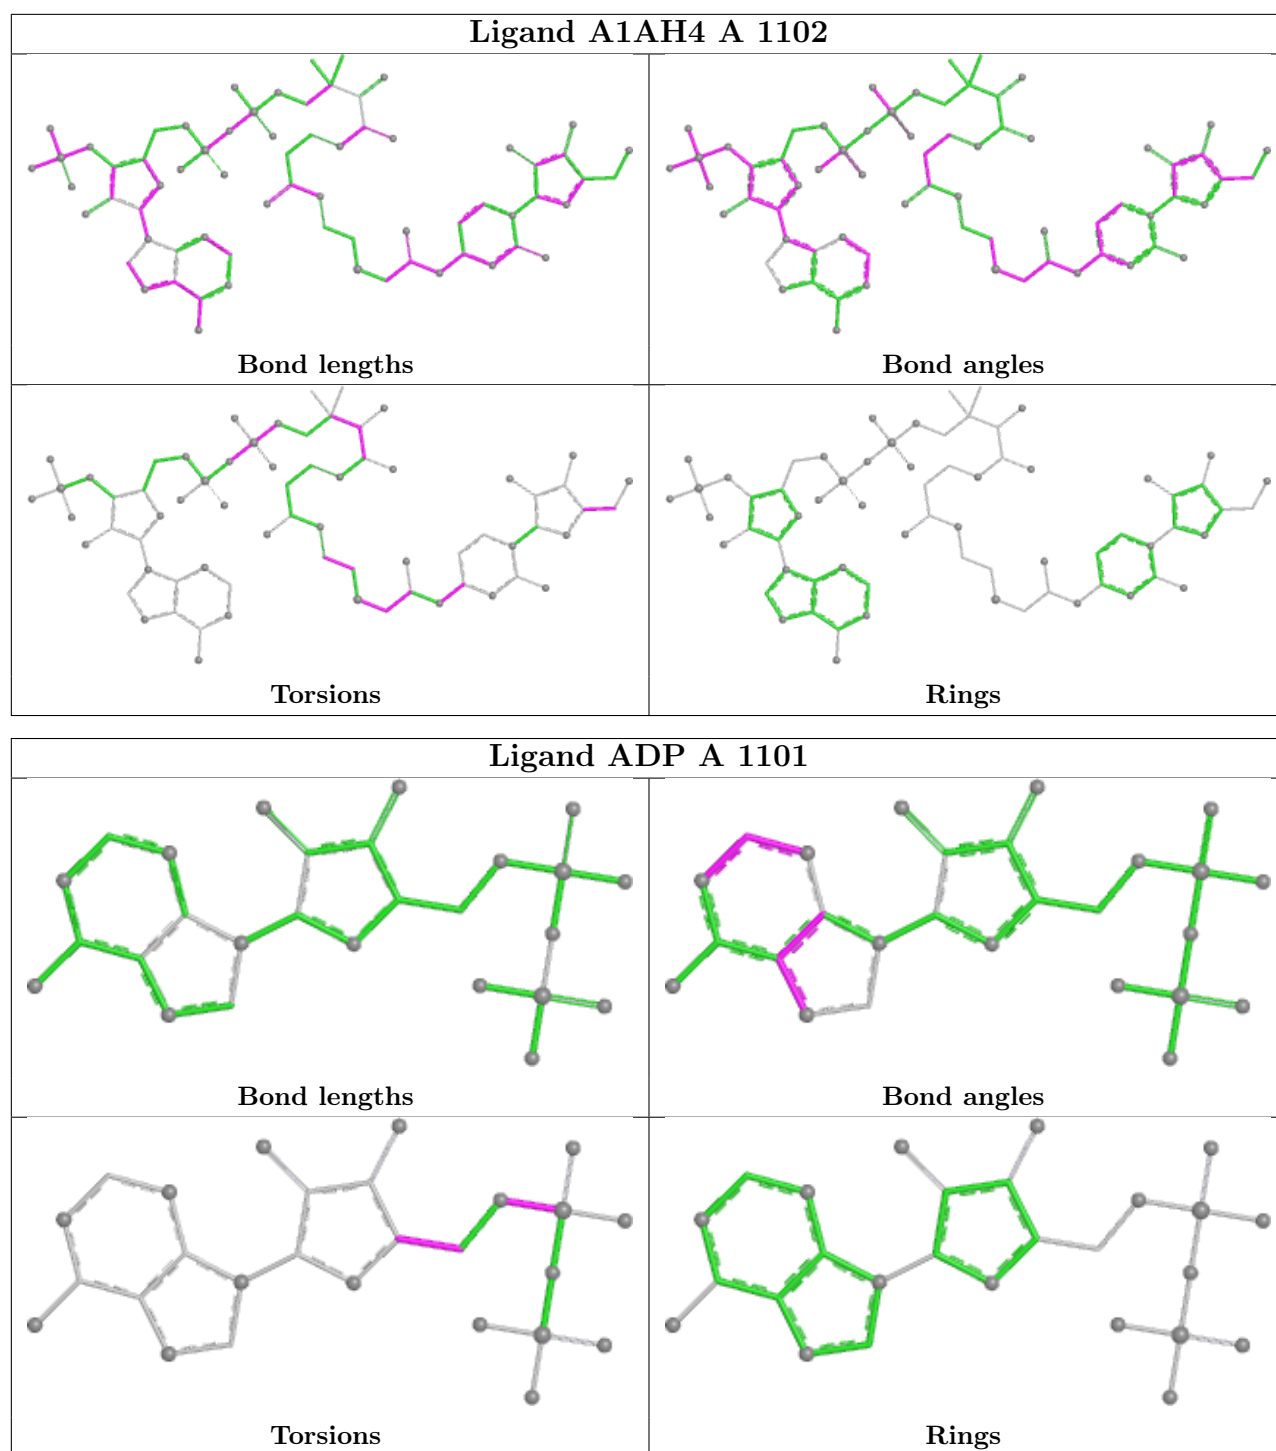 Ligand A1AH4 A 1102
Bond lengths
Bond angles
Torsions
Rings
Ligand ADP A 1101
Bond lengths
Bond angles
Torsions
Rings